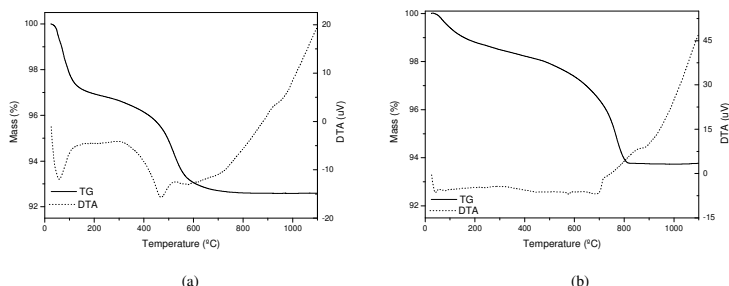 100
98
96
94
92
Mass (%)
20
10
0
-10
-20
DTA (uV)
TG
DTA
0 200 400 600 800 1000
Temperature (ºC)
(a)
100
98
96
94
92
Mass (%)
45
30
15
0
-15
DTA (uV)
TG
DTA
0 200 400 600 800 1000
Temperature (ºC)
(b)